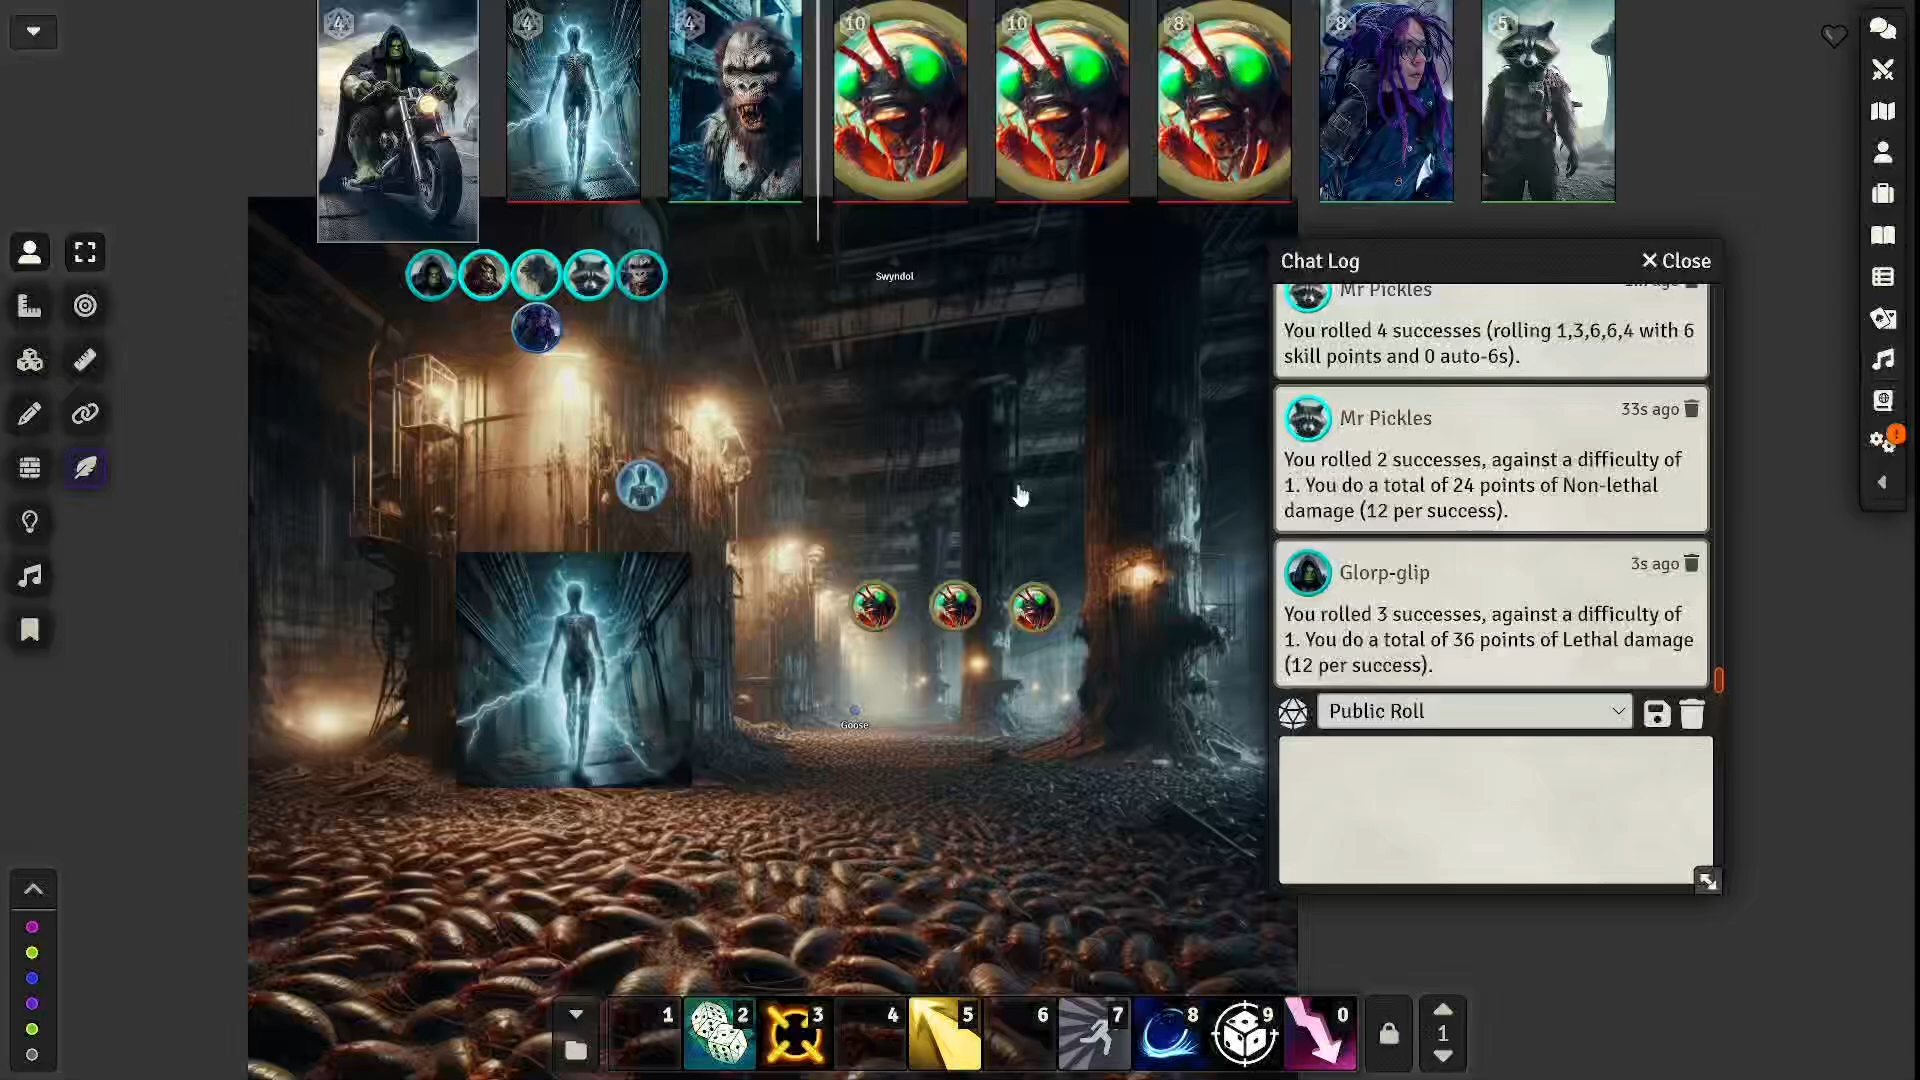 4
4
4
10
10
8
8
5
Swyndol
Chat Log
Close
Mr Pickles
You rolled 4 successes (rolling 1,3,6,6,4 with 6
skill points and 0 auto-6s).
Mr Pickles
33s ago
You rolled 2 successes, against a difficulty of
1. You do a total of 24 points of Non-lethal
damage (12 per success).
Glorp-glip
3s ago
You rolled 3 successes, against a difficulty of
1. You do a total of 36 points of Lethal damage
(12 per success).
Public Roll
Goose
1
2
3
4
5
6
7
8
9
0
1